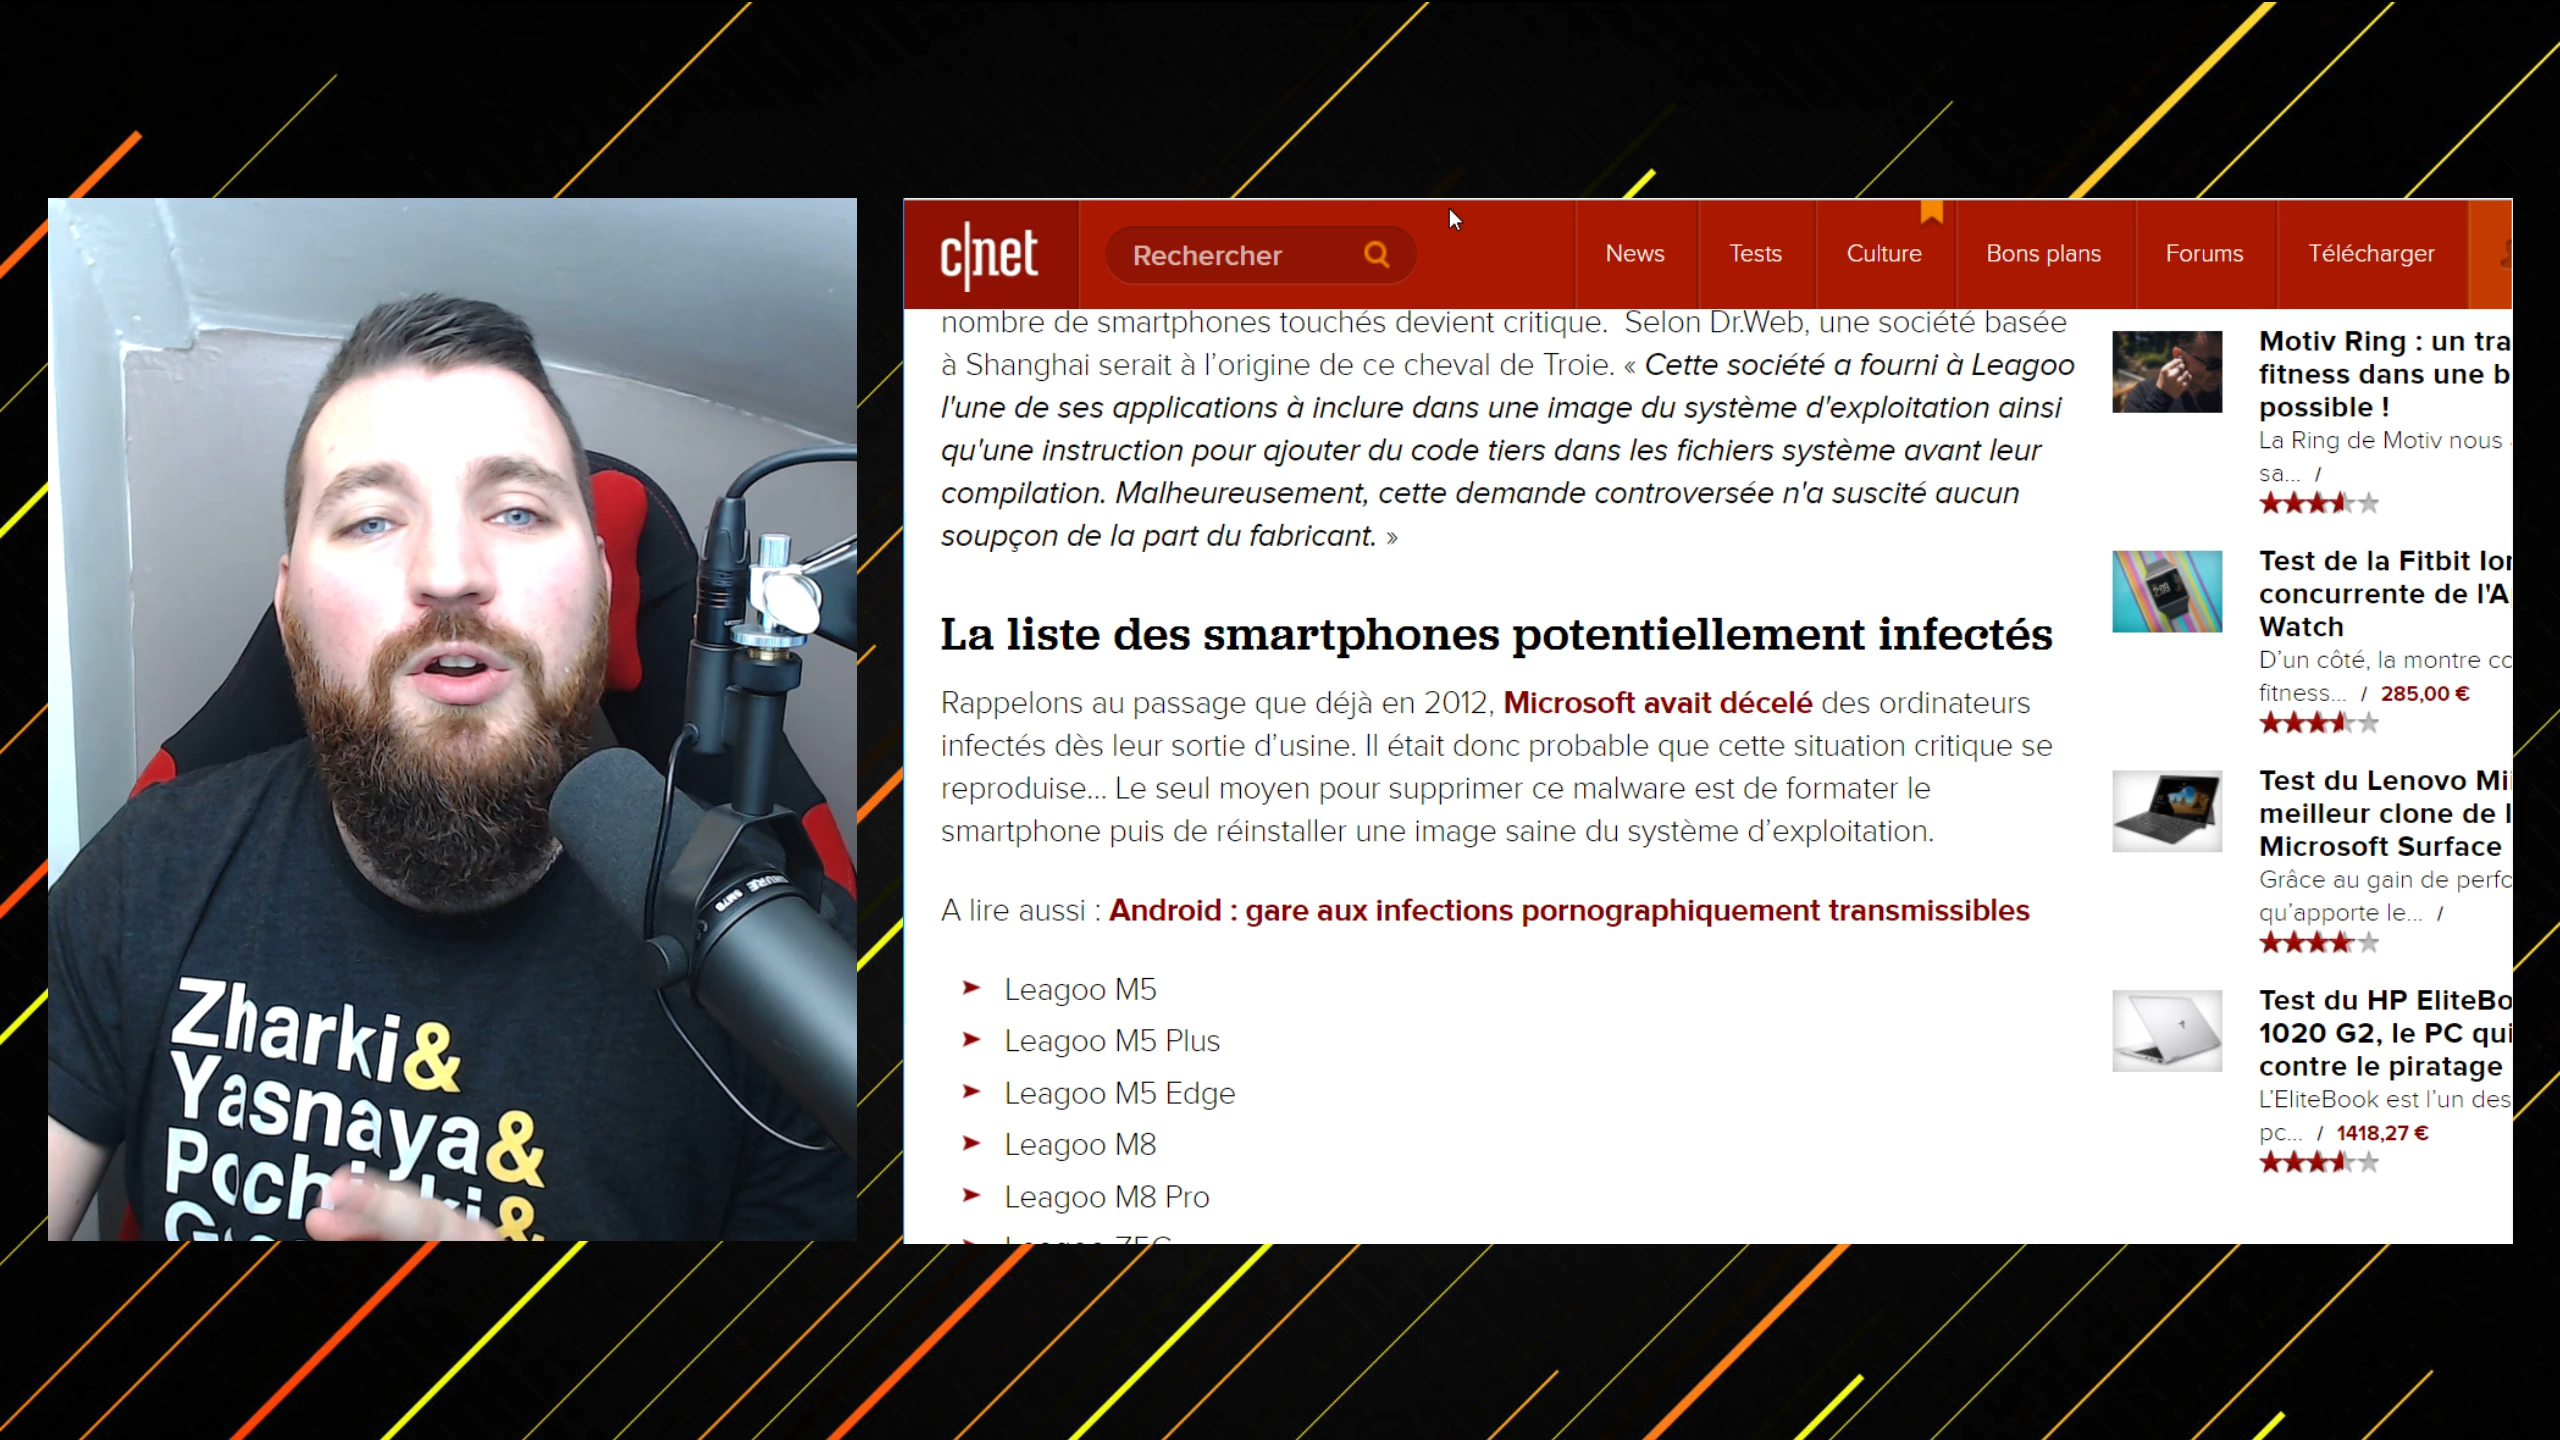 Zharki&
Yasnaya&
SHURE SM7B
c|net
Rechercher
News
Tests
Culture
Bons plans
Forums
Télécharger
nombre de smartphones touchés devient critique. Selon Dr.Web, une société basée
à Shanghai serait à l'origine de ce cheval de Troie. « Cette société a fourni à Leagoo
l'une de ses applications à inclure dans une image du système d'exploitation ainsi
qu'une instruction pour ajouter du code tiers dans les fichiers système avant leur
compilation. Malheureusement, cette demande controversée n'a suscité aucun
soupçon de la part du fabricant. »
La liste des smartphones potentiellement infectés
Rappelons au passage que déjà en 2012, Microsoft avait décelé des ordinateurs
infectés dès leur sortie d'usine. Il était donc probable que cette situation critique se
reproduise... Le seul moyen pour supprimer ce malware est de formater le
smartphone puis de réinstaller une image saine du système d'exploitation.
A lire aussi : Android : gare aux infections pornographiquement transmissibles
Leagoo M5
Leagoo M5 Plus
Leagoo M5 Edge
Leagoo M8
Leagoo M8 Pro
Motiv Ring : un tra
fitness dans une b
possible !
La Ring de Motiv nous
sa... /
Test de la Fitbit Ion
concurrente de l'A
Watch
D'un côté, la montre co
fitness... / 285,00 €
Test du Lenovo Mii
meilleur clone de l
Microsoft Surface
Grâce au gain de perfo
qu'apporte le... /
Test du HP EliteBo
1020 G2, le PC qui
contre le piratage
L'EliteBook est l'un des
pc... / 1418,27 €